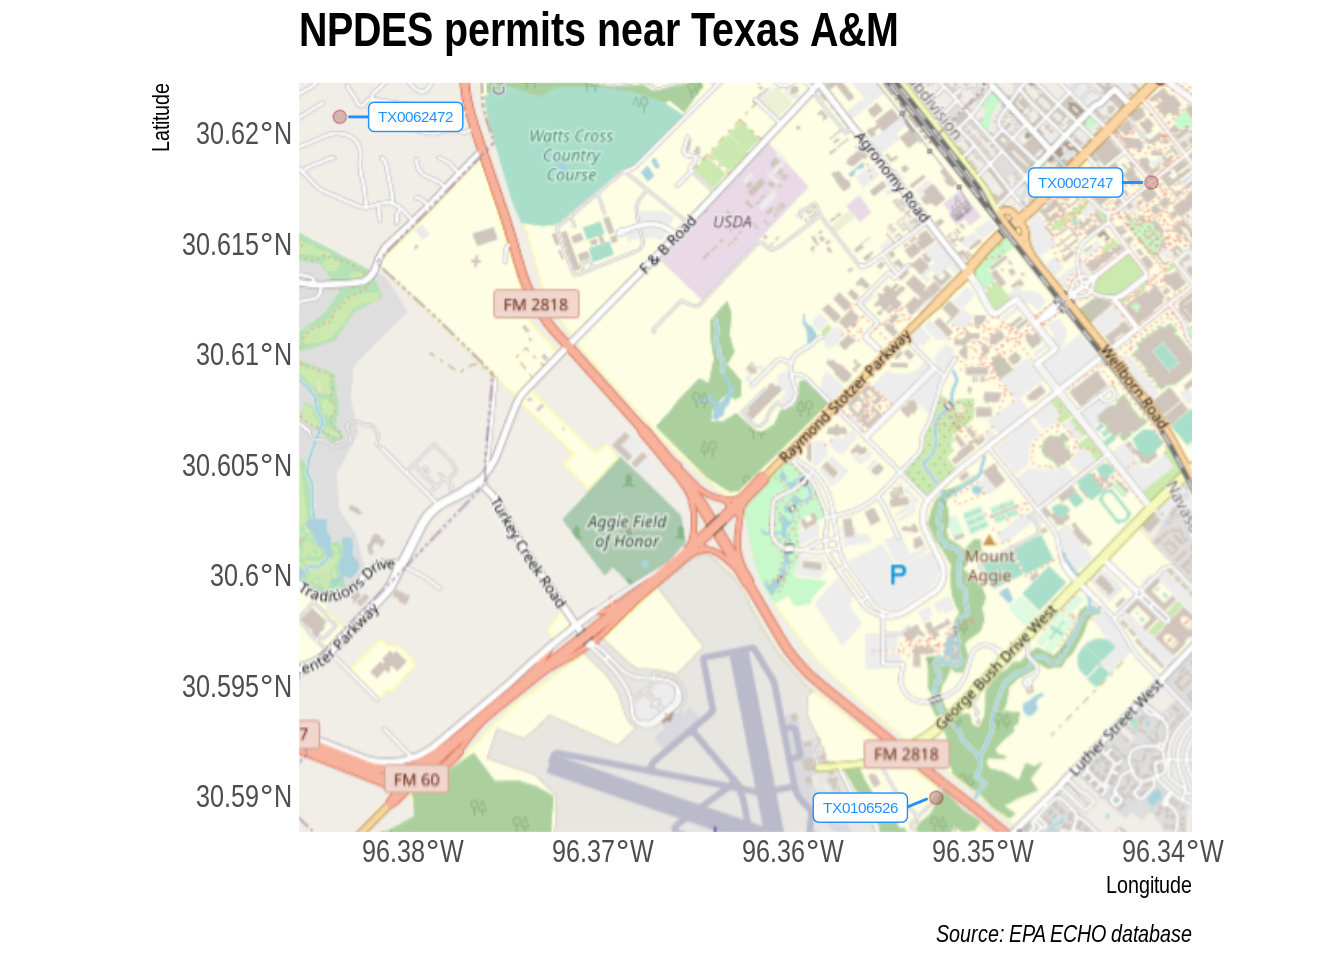 NPDES permits near Texas A&M
Latitude
30.62°N
30.615°N
30.61°N
30.605°N
30.6°N
30.595°N
30.59°N
TX0062472
Watts Cross
Country
Course
Agronomy Road
bdivision
TX0002747
USDA
F & B Road
FM 2818
Wellborn Road
Raymond Stotzer Parkway
Aggie Field
of Honor
Turkey Creek Road
Mount
Aggie
P
Traditions Drive
enter Parkway
George Bush Drive West
Luther Street West
Navaso
7
FM 60
FM 2818
TX0106526
96.38°W
96.37°W
96.36°W
96.35°W
96.34°W
Longitude
Source: EPA ECHO database